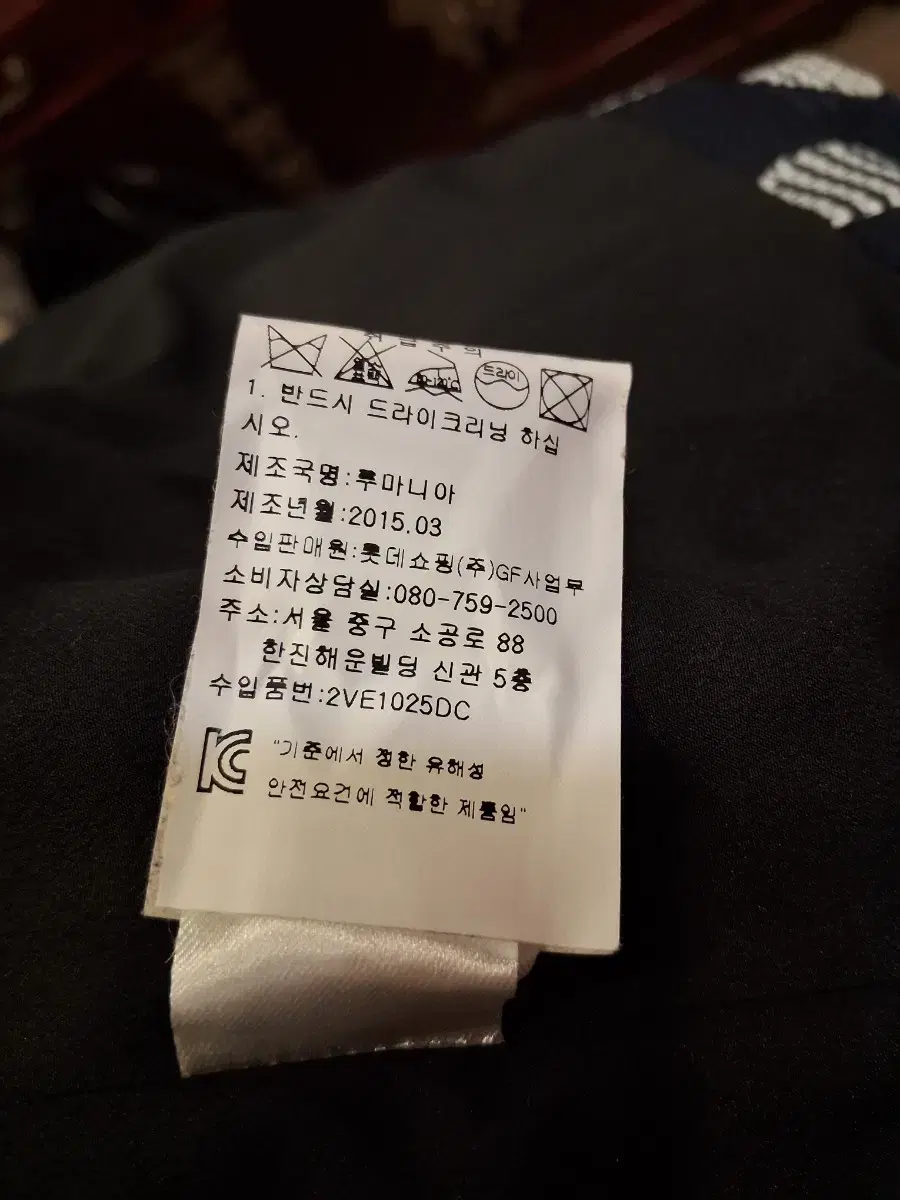 취급주의
드라이
1. 반드시 드라이크리닝 하십
시오.
제조국명:루마니아
제조년월:2015.03
수입판매원:롯데쇼핑(주)GF사업부
소비자상담실:080-759-2500
주소:서울 중구 소공로 88
한진해운빌딩 신관 5층
수입품번:2VE1025DC
"기준에서 정한 유해성
안전요건에 적합한 제품임"